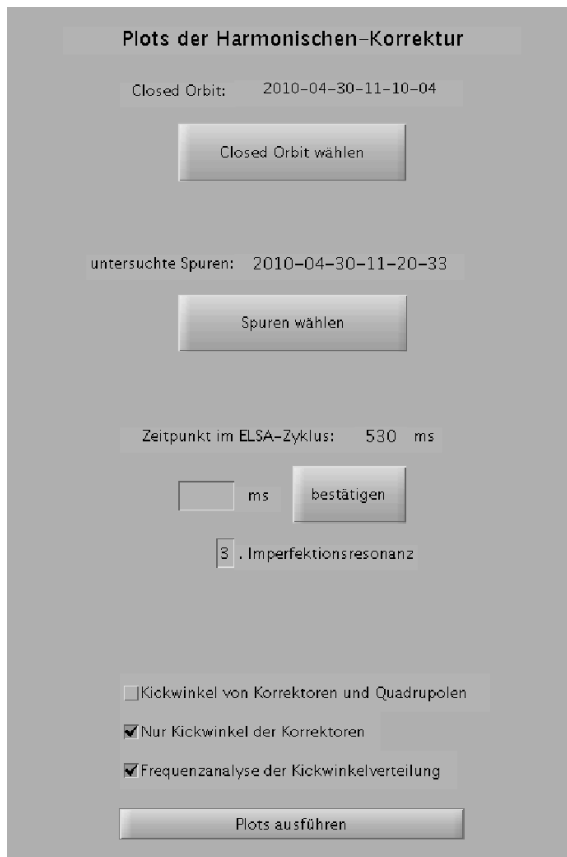 Plots der Harmonischen-Korrektur
Closed Orbit: 2010-04-30-11-10-04
Closed Orbit wählen
untersuchte Spuren: 2010-04-30-11-20-33
Spuren wählen
Zeitpunkt im ELSA-Zyklus: 530 ms
ms bestätigen
3 . Imperfektionsresonanz
Kickwinkel von Korrektoren und Quadrupolen
Nur Kickwinkel der Korrektoren
Frequenzanalyse der Kickwinkelverteilung
Plots ausführen